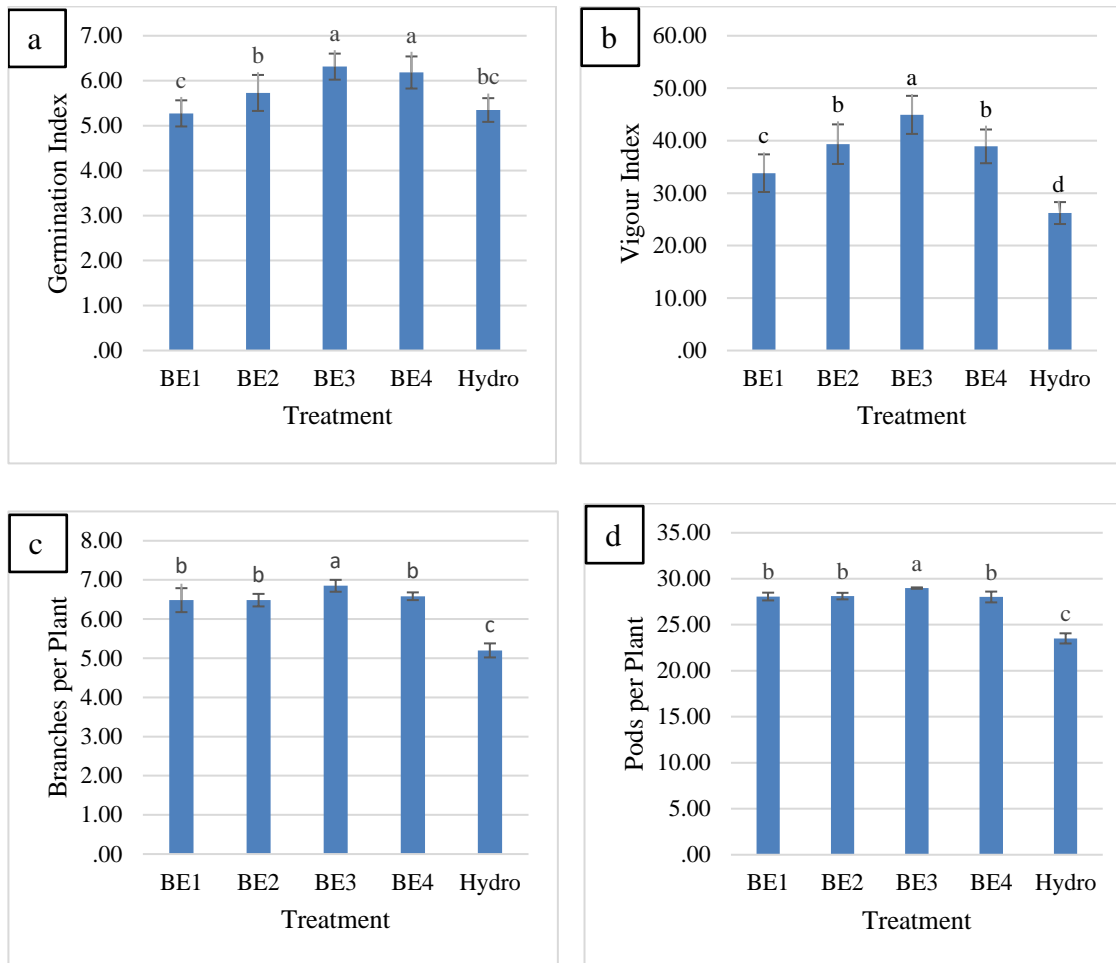 a
7.00
6.00
5.00
4.00
3.00
2.00
1.00
.00
Germination Index
c
b
a
a
bc
BE1 BE2 BE3 BE4 Hydro
Treatment
b
60.00
50.00
40.00
30.00
20.00
10.00
.00
Vigour Index
c
b
a
b
d
BE1 BE2 BE3 BE4 Hydro
Treatment
c
8.00
7.00
6.00
5.00
4.00
3.00
2.00
1.00
.00
Branches per Plant
b
b
a
b
c
BE1 BE2 BE3 BE4 Hydro
Treatment
d
35.00
30.00
25.00
20.00
15.00
10.00
5.00
.00
Pods per Plant
b
b
a
b
c
BE1 BE2 BE3 BE4 Hydro
Treatment